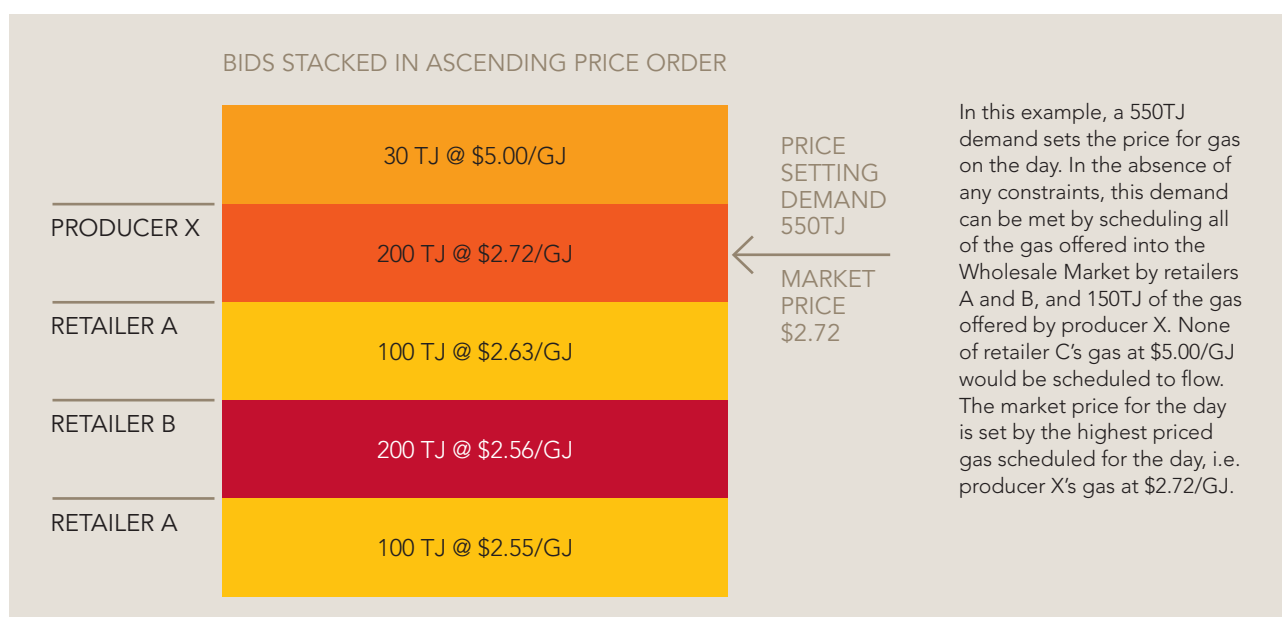 BIDS STACKED IN ASCENDING PRICE ORDER
30 TJ @ $5.00/GJ
PRODUCER X
200 TJ @ $2.72/GJ
RETAILER A
100 TJ @ $2.63/GJ
RETAILER B
200 TJ @ $2.56/GJ
RETAILER A
100 TJ @ $2.55/GJ
PRICE
SETTING
DEMAND
550TJ
MARKET
PRICE
$2.72
In this example, a 550TJ
demand sets the price for gas
on the day. In the absence of
any constraints, this demand
can be met by scheduling all
of the gas offered into the
Wholesale Market by retailers
A and B, and 150TJ of the gas
offered by producer X. None
of retailer C’s gas at $5.00/GJ
would be scheduled to flow.
The market price for the day
is set by the highest priced
gas scheduled for the day, i.e.
producer X’s gas at $2.72/GJ.